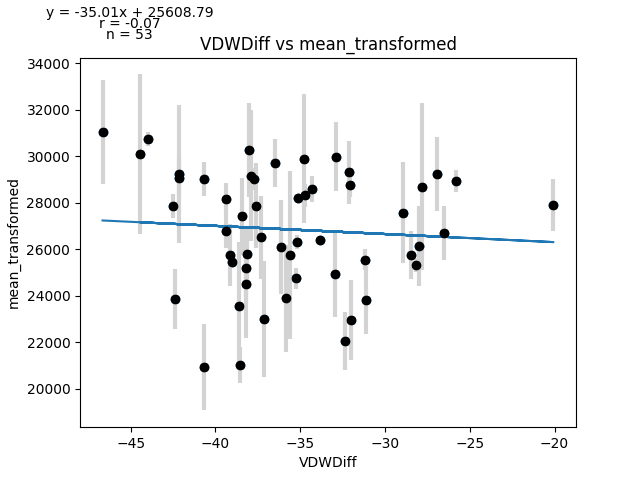 y = -35.01x + 25608.79
r = -0.07
n = 53
VDWDiff vs mean_transformed
34000
32000
30000
28000
26000
24000
22000
20000
mean_transformed
−45
−40
−35
−30
−25
−20
VDWDiff